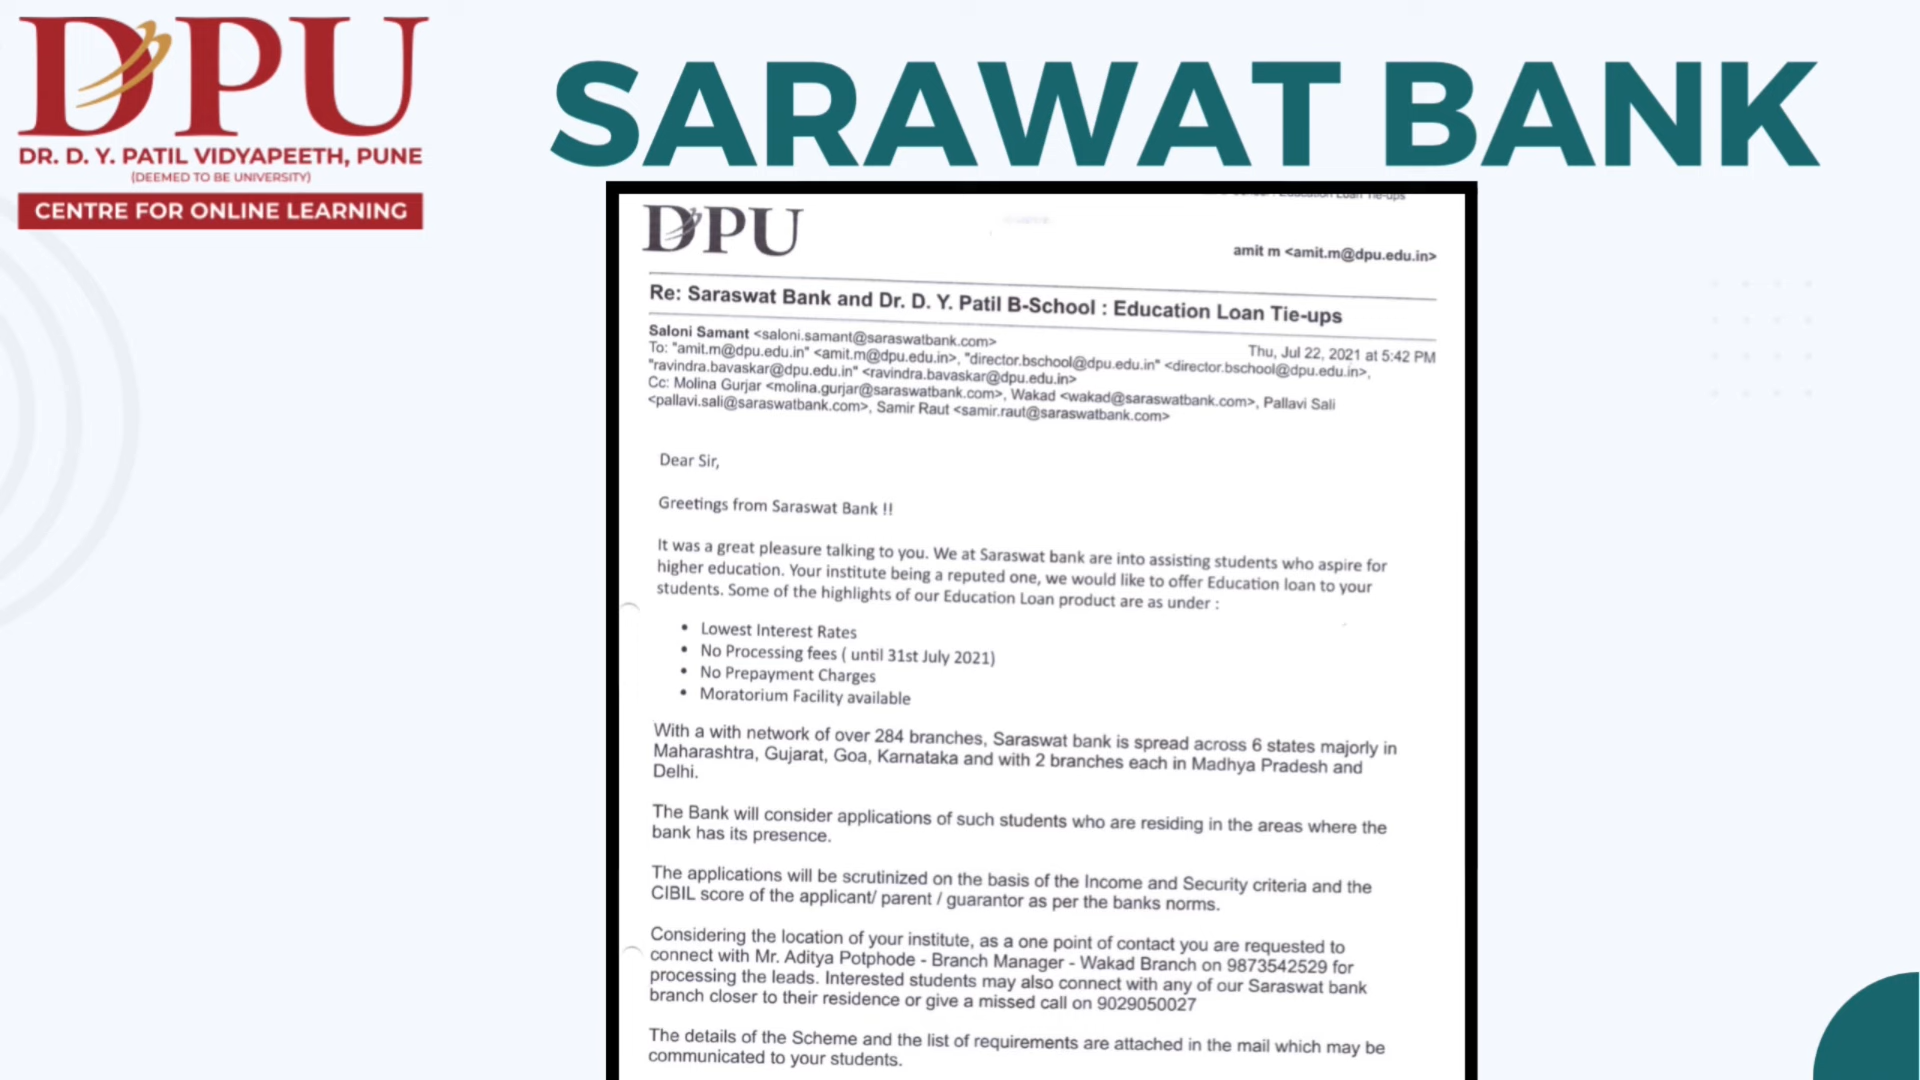 DPU
DR. D. Y. PATIL VIDYAPEETH, PUNE
(DEEMED TO BE UNIVERSITY)
CENTRE FOR ONLINE LEARNING
SARAWAT BANK
Education Loan Tie-ups
DPU
amit m <amit.m@dpu.edu.in>
Re: Saraswat Bank and Dr. D. Y. Patil B-School : Education Loan Tie-ups
Saloni Samant <saloni.samant@saraswatbank.com>
Thu, Jul 22, 2021 at 5:42 PM
To: "amit.m@dpu.edu.in" <amit.m@dpu.edu.in>, "director.bschool@dpu.edu.in" <director.bschool@dpu.edu.in>,
"ravindra.bavaskar@dpu.edu.in" <ravindra.bavaskar@dpu.edu.in>
Cc: Molina Gurjar <molina.gurjar@saraswatbank.com>, Wakad <wakad@saraswatbank.com>, Pallavi Sali
<pallavi.sali@saraswatbank.com>, Samir Raut <samir.raut@saraswatbank.com>
Dear Sir,
Greetings from Saraswat Bank !!
It was a great pleasure talking to you. We at Saraswat bank are into assisting students who aspire for
higher education. Your institute being a reputed one, we would like to offer Education loan to your
students. Some of the highlights of our Education Loan product are as under :
• Lowest Interest Rates
• No Processing fees ( until 31st July 2021)
• No Prepayment Charges
• Moratorium Facility available
With a with network of over 284 branches, Saraswat bank is spread across 6 states majorly in
Maharashtra, Gujarat, Goa, Karnataka and with 2 branches each in Madhya Pradesh and
Delhi.
The Bank will consider applications of such students who are residing in the areas where the
bank has its presence.
The applications will be scrutinized on the basis of the Income and Security criteria and the
CIBIL score of the applicant/ parent / guarantor as per the banks norms.
Considering the location of your institute, as a one point of contact you are requested to
connect with Mr. Aditya Potphode - Branch Manager - Wakad Branch on 9873542529 for
processing the leads. Interested students may also connect with any of our Saraswat bank
branch closer to their residence or give a missed call on 9029050027
The details of the Scheme and the list of requirements are attached in the mail which may be
communicated to your students.